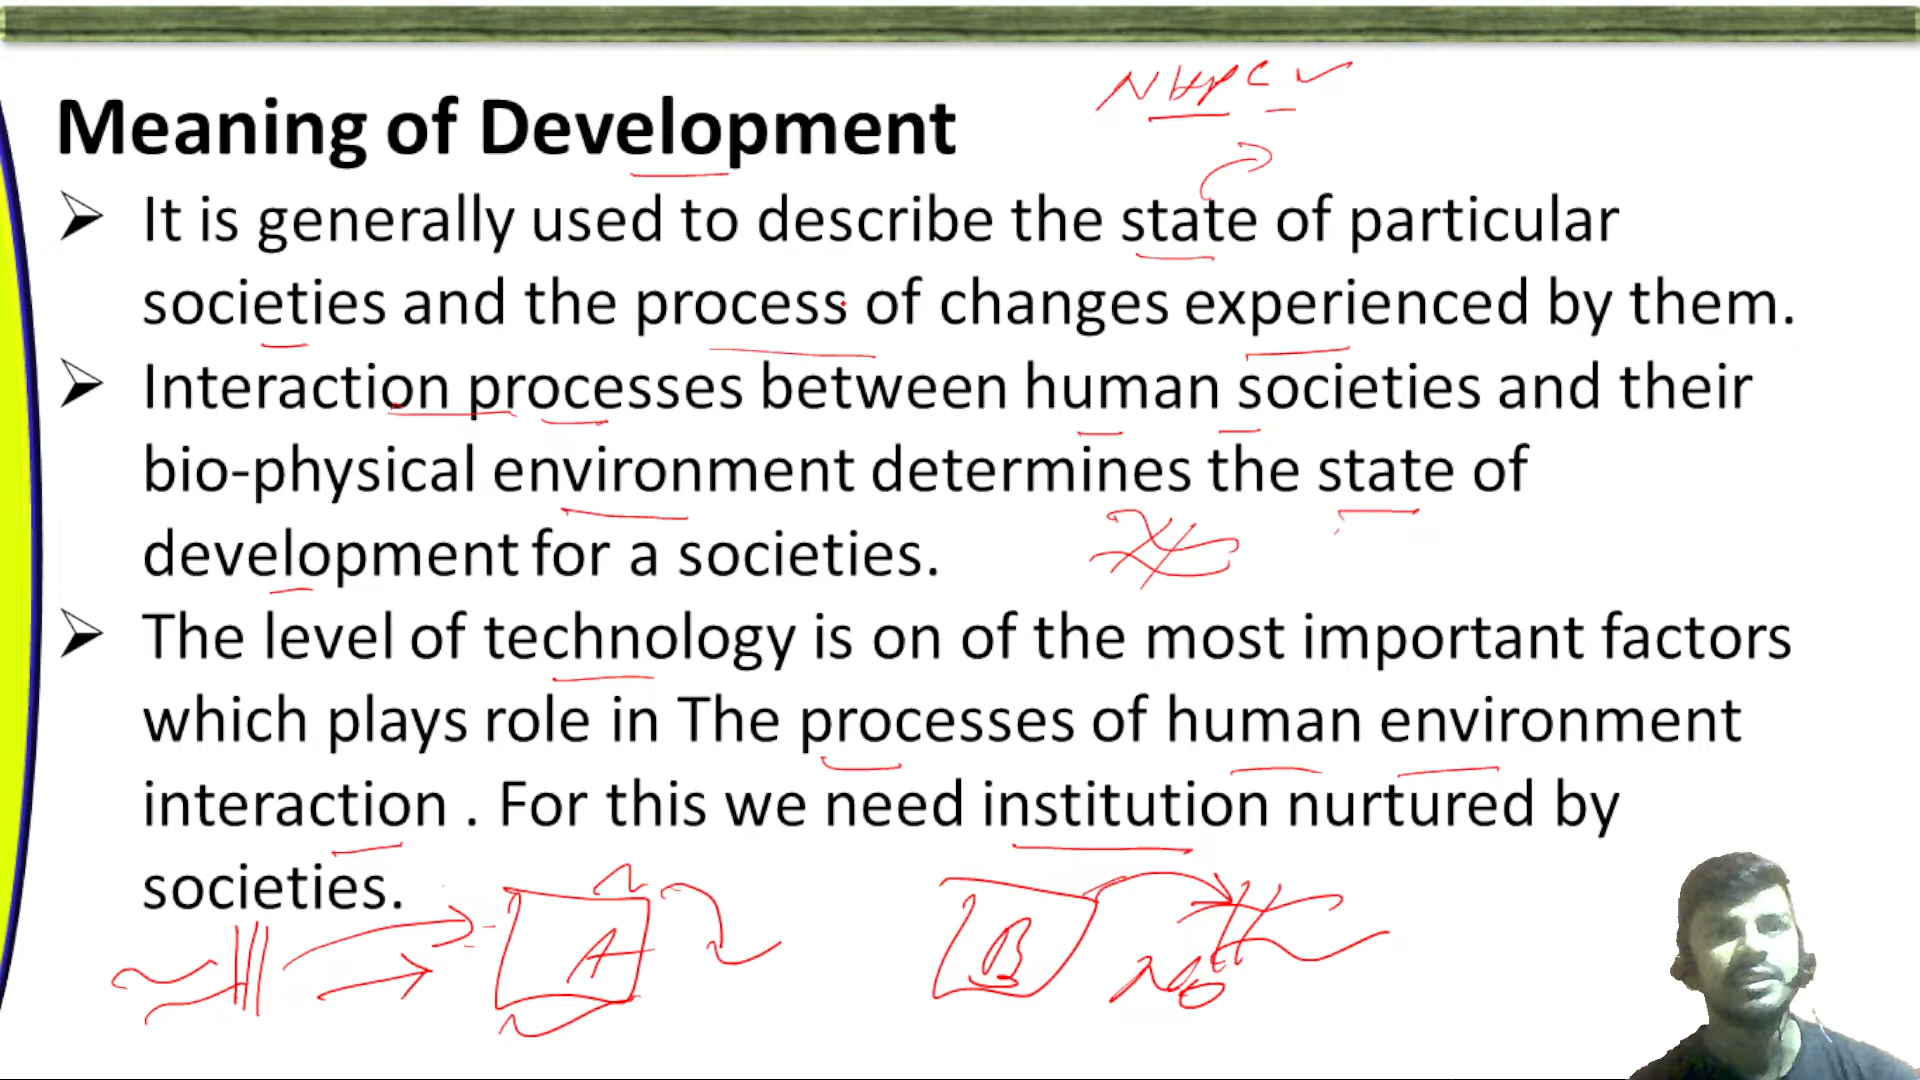 NHPC
Meaning of Development
It is generally used to describe the state of particular
societies and the process of changes experienced by them.
Interaction processes between human societies and their
bio-physical environment determines the state of
development for a societies.
The level of technology is on of the most important factors
which plays role in The processes of human environment
interaction . For this we need institution nurtured by
societies.
A
B